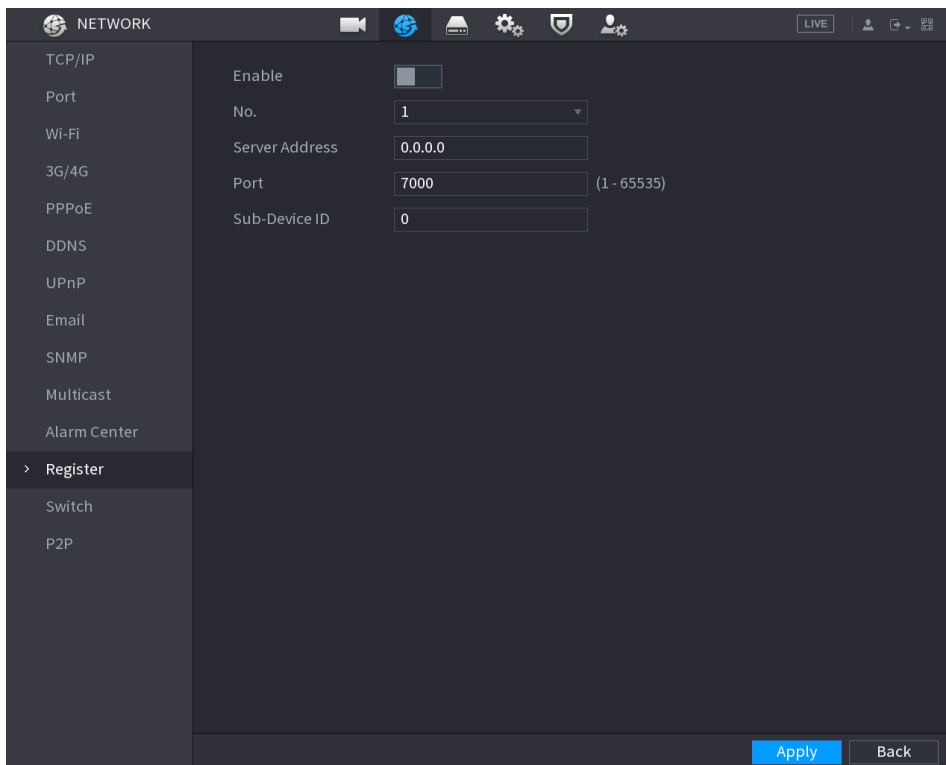 NETWORK
LIVE
TCP/IP
Port
Wi-Fi
3G/4G
PPPoE
DDNS
UPnP
Email
SNMP
Multicast
Alarm Center
Register
Switch
P2P
Enable
No. 1
Server Address 0.0.0.0
Port 7000 (1 - 65535)
Sub-Device ID 0
Apply Back